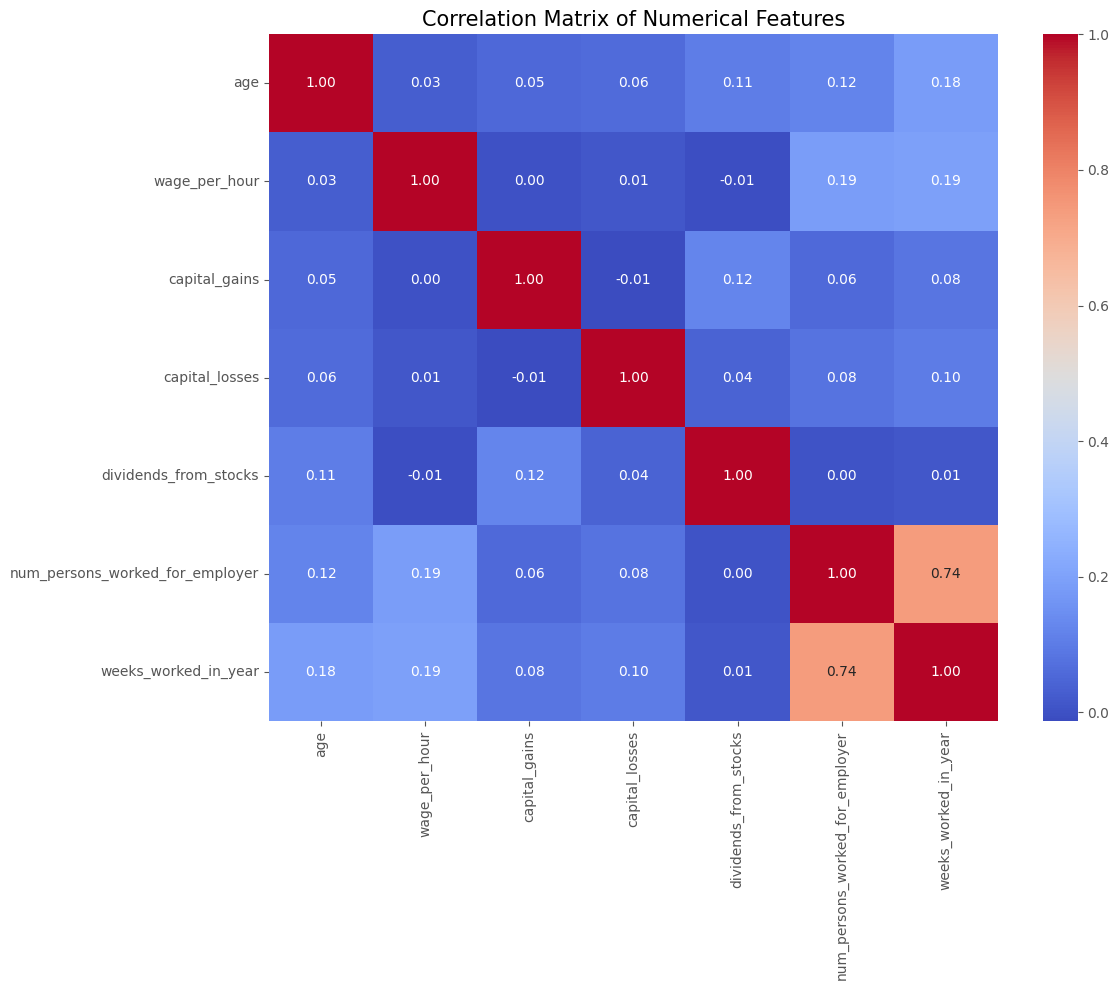 Correlation Matrix of Numerical Features
age 1.00 0.03 0.05 0.06 0.11 0.12 0.18
wage_per_hour 0.03 1.00 0.00 0.01 -0.01 0.19 0.19
capital_gains 0.05 0.00 1.00 -0.01 0.12 0.06 0.08
capital_losses 0.06 0.01 -0.01 1.00 0.04 0.08 0.10
dividends_from_stocks 0.11 -0.01 0.12 0.04 1.00 0.00 0.01
num_persons_worked_for_employer 0.12 0.19 0.06 0.08 0.00 1.00 0.74
weeks_worked_in_year 0.18 0.19 0.08 0.10 0.01 0.74 1.00
age
wage_per_hour
capital_gains
capital_losses
dividends_from_stocks
num_persons_worked_for_employer
weeks_worked_in_year
1.0
0.8
0.6
0.4
0.2
0.0